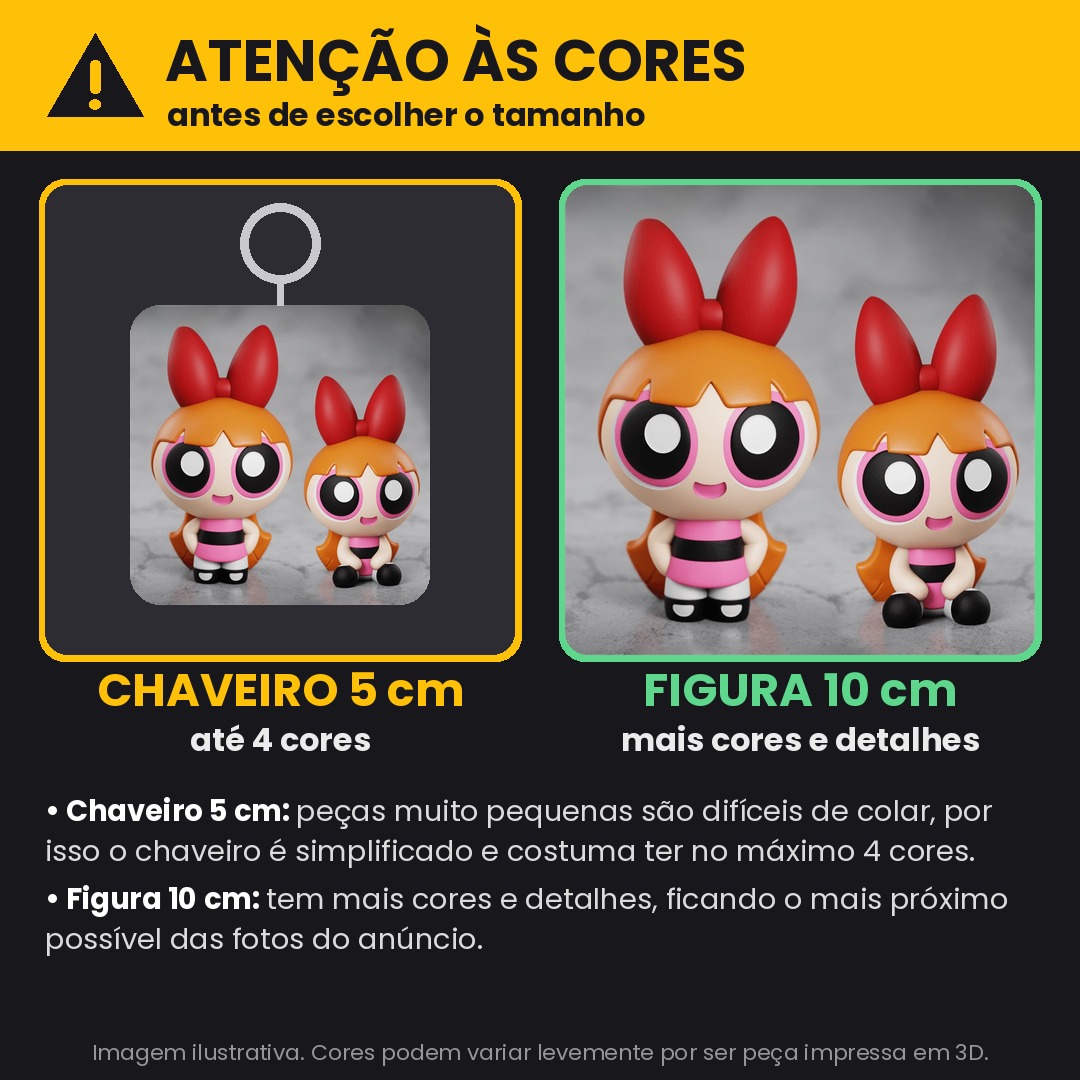 ATENÇÃO ÀS CORES
antes de escolher o tamanho
CHAVEIRO 5 cm
até 4 cores
FIGURA 10 cm
mais cores e detalhes
• Chaveiro 5 cm: peças muito pequenas são difíceis de colar, por
isso o chaveiro é simplificado e costuma ter no máximo 4 cores.
• Figura 10 cm: tem mais cores e detalhes, ficando o mais próximo
possível das fotos do anúncio.
Imagem ilustrativa. Cores podem variar levemente por ser peça impressa em 3D.